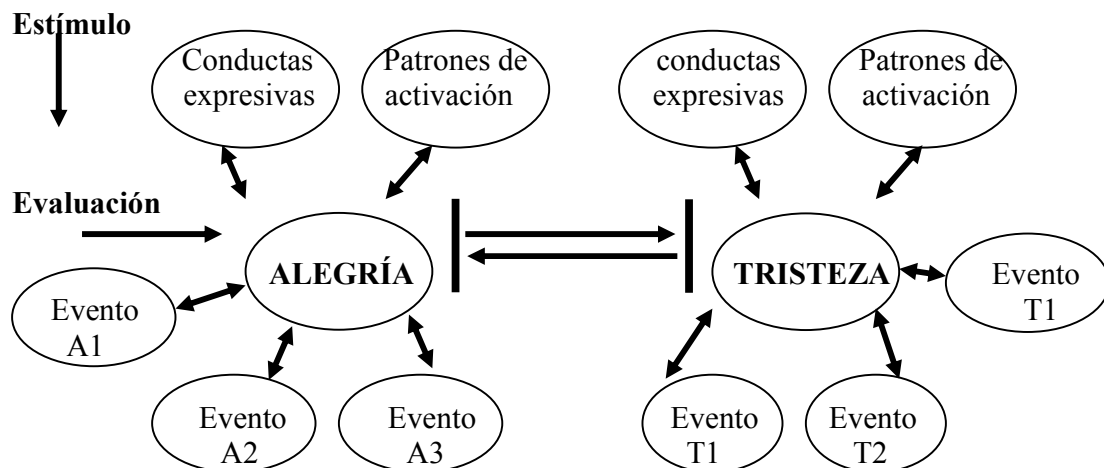 Estímulo
Conductas
expresivas
Patrones de
activación
conductas
expresivas
Patrones de
activación
Evaluación
ALEGRÍA
TRISTEZA
Evento
T1
Evento
A1
Evento
A2
Evento
A3
Evento
T1
Evento
T2